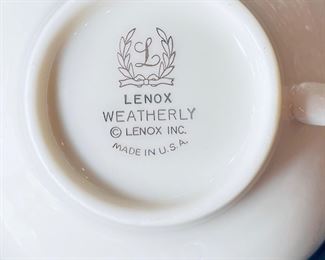 L
LENOX
WEATHERLY
© LENOX INC.
MADE IN U.S.A.